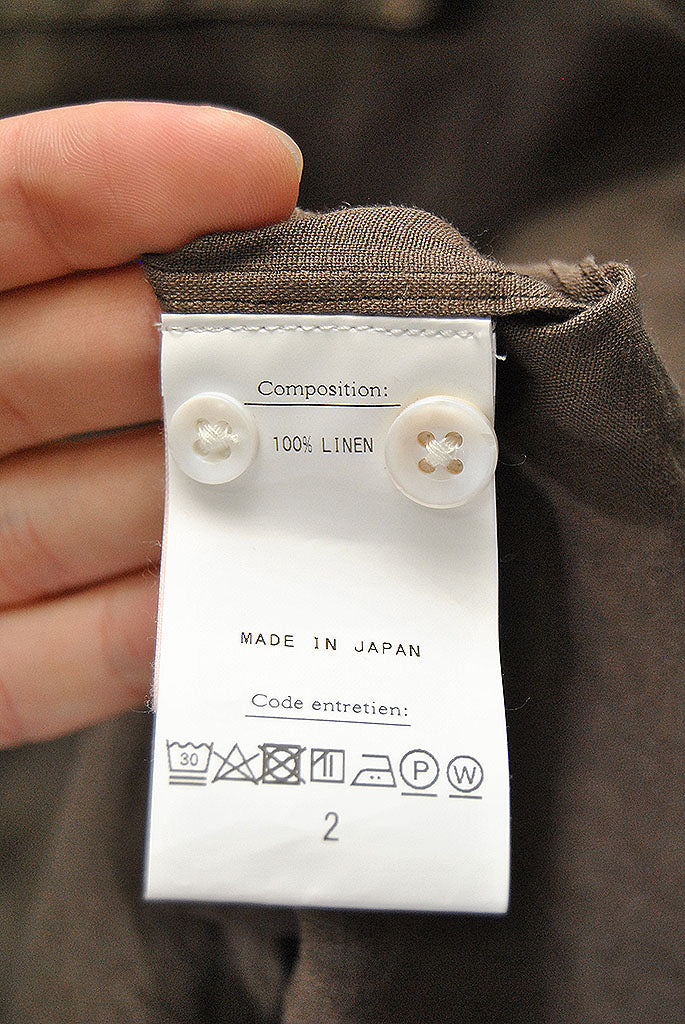 Composition:
100% LINEN
MADE IN JAPAN
Code entretien:
30 P W
2